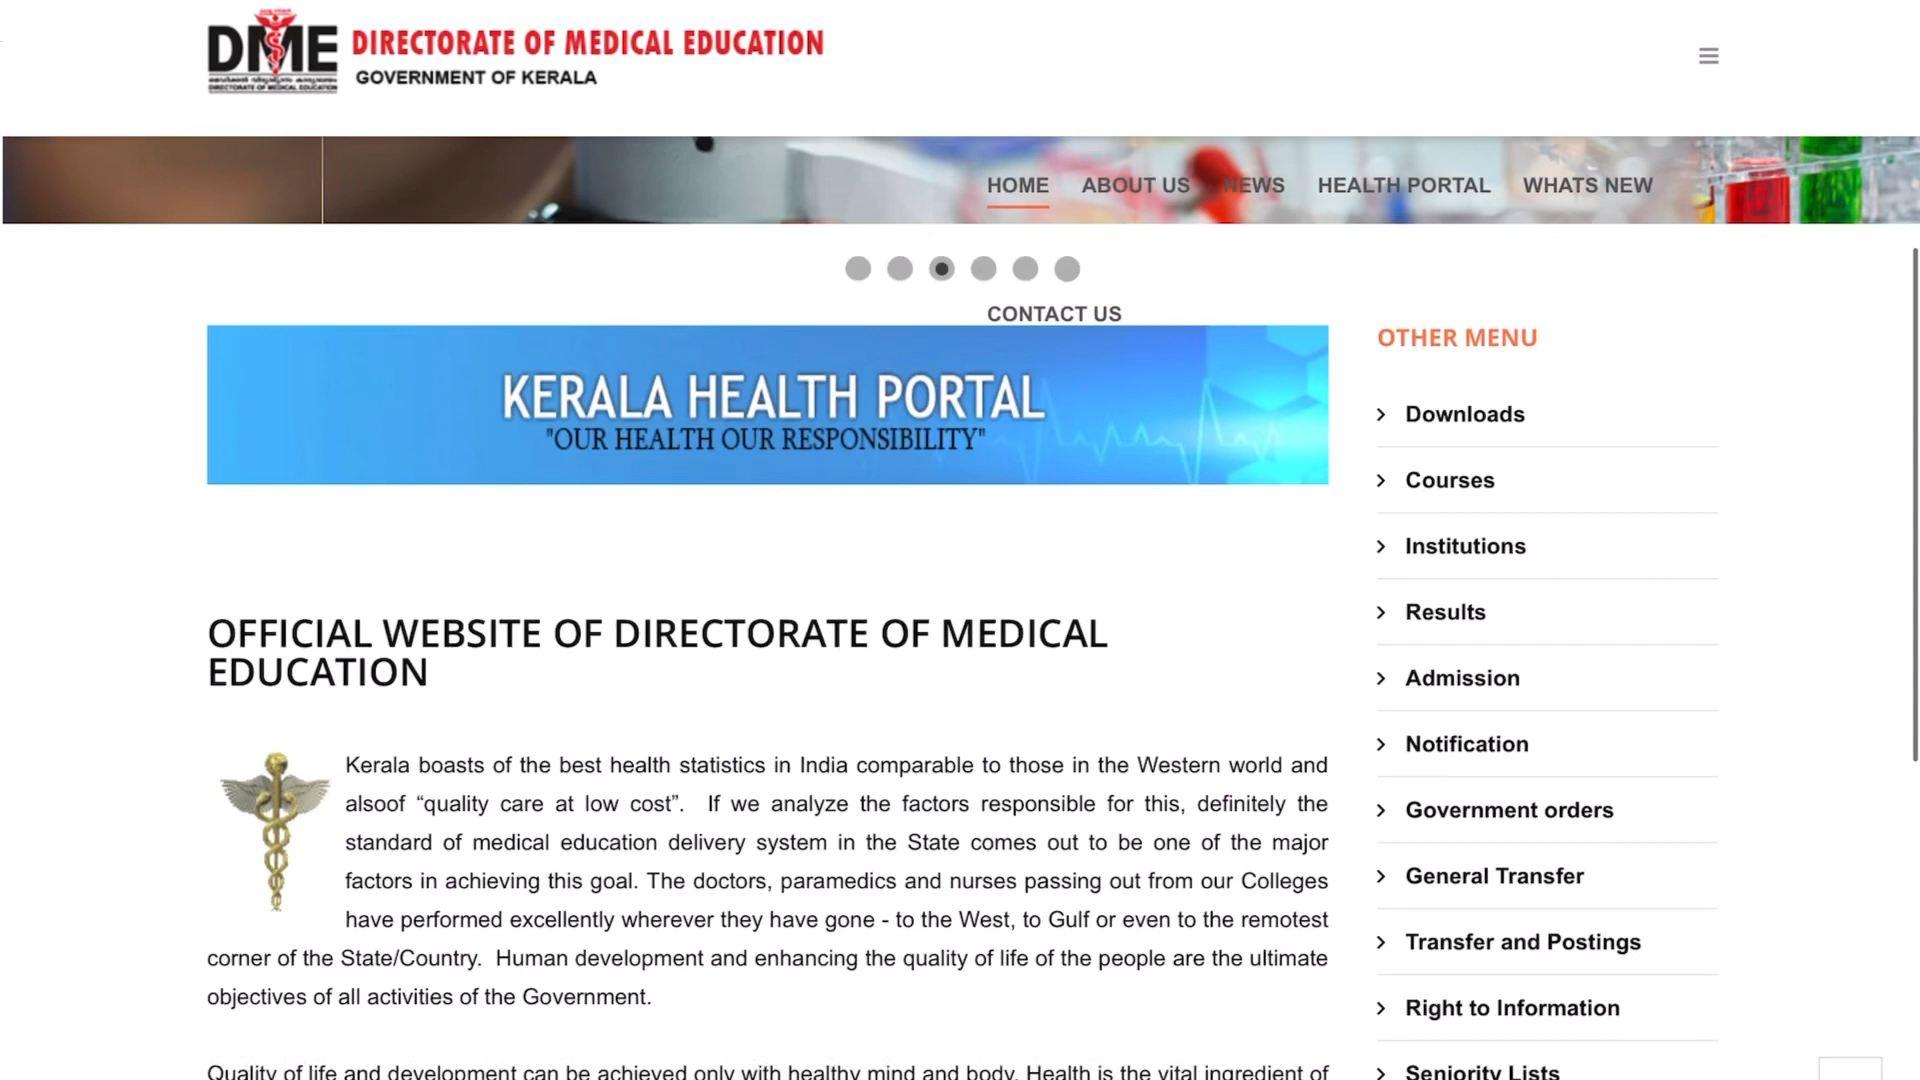 DME
DIRECTORATE OF MEDICAL EDUCATION
DIRECTORATE OF MEDICAL EDUCATION
GOVERNMENT OF KERALA
HOME
ABOUT US
NEWS
HEALTH PORTAL
WHATS NEW
CONTACT US
KERALA HEALTH PORTAL
"OUR HEALTH OUR RESPONSIBILITY"
OFFICIAL WEBSITE OF DIRECTORATE OF MEDICAL
EDUCATION
Kerala boasts of the best health statistics in India comparable to those in the Western world and
alsoof “quality care at low cost”.  If we analyze the factors responsible for this, definitely the
standard of medical education delivery system in the State comes out to be one of the major
factors in achieving this goal. The doctors, paramedics and nurses passing out from our Colleges
have performed excellently wherever they have gone - to the West, to Gulf or even to the remotest
corner of the State/Country.  Human development and enhancing the quality of life of the people are the ultimate
objectives of all activities of the Government.
Quality of life and development can be achieved only with healthy mind and body. Health is the vital ingredient of
OTHER MENU
Downloads
Courses
Institutions
Results
Admission
Notification
Government orders
General Transfer
Transfer and Postings
Right to Information
Seniority Lists